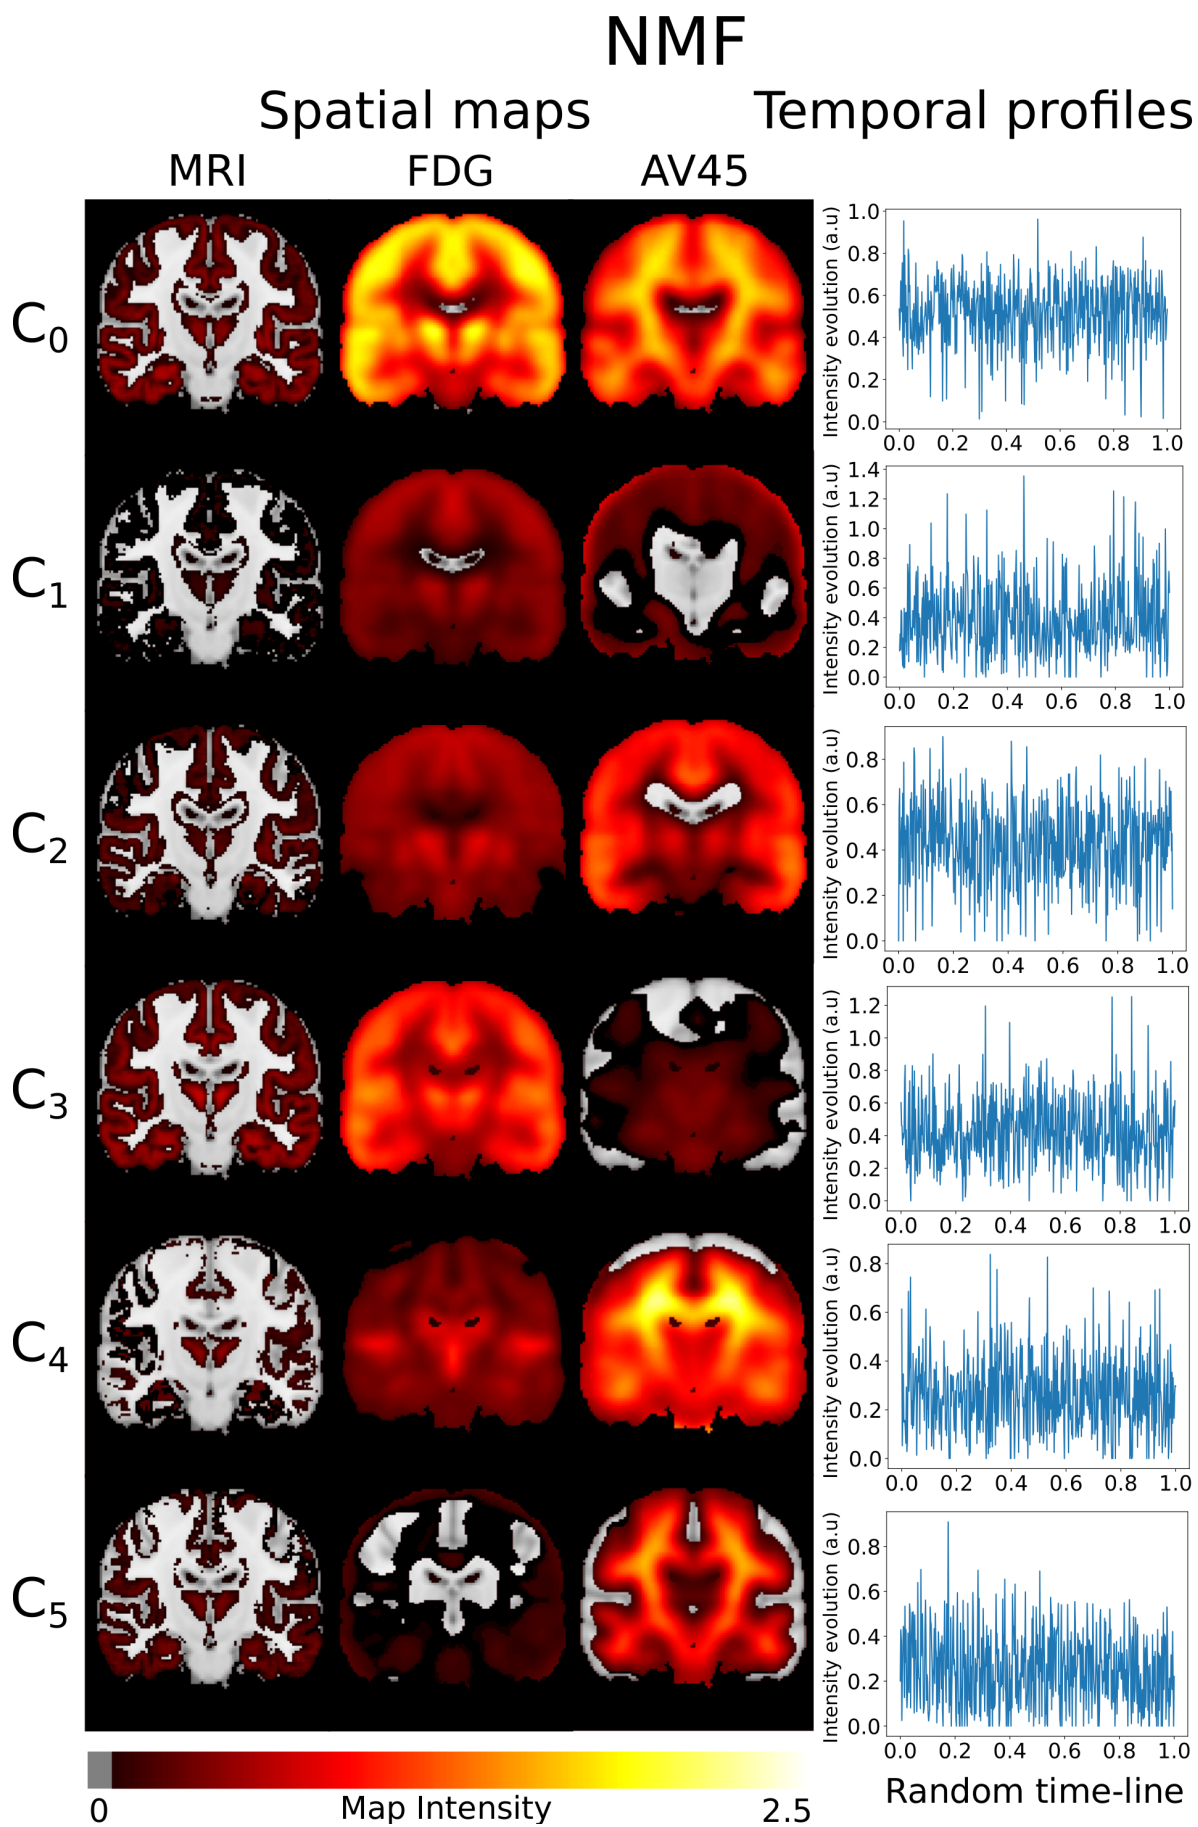 NMF
Spatial maps Temporal profiles
MRI FDG AV45
C0
Intensity evolution (a.u)
1.0
0.8
0.6
0.4
0.2
0.0
0.0 0.2 0.4 0.6 0.8 1.0
C1
Intensity evolution (a.u)
1.4
1.2
1.0
0.8
0.6
0.4
0.2
0.0
0.0 0.2 0.4 0.6 0.8 1.0
C2
Intensity evolution (a.u)
0.8
0.6
0.4
0.2
0.0
0.0 0.2 0.4 0.6 0.8 1.0
C3
Intensity evolution (a.u)
1.2
1.0
0.8
0.6
0.4
0.2
0.0
0.0 0.2 0.4 0.6 0.8 1.0
C4
Intensity evolution (a.u)
0.8
0.6
0.4
0.2
0.0
0.0 0.2 0.4 0.6 0.8 1.0
C5
Intensity evolution (a.u)
0.8
0.6
0.4
0.2
0.0
0.0 0.2 0.4 0.6 0.8 1.0
0 Map Intensity 2.5
Random time-line